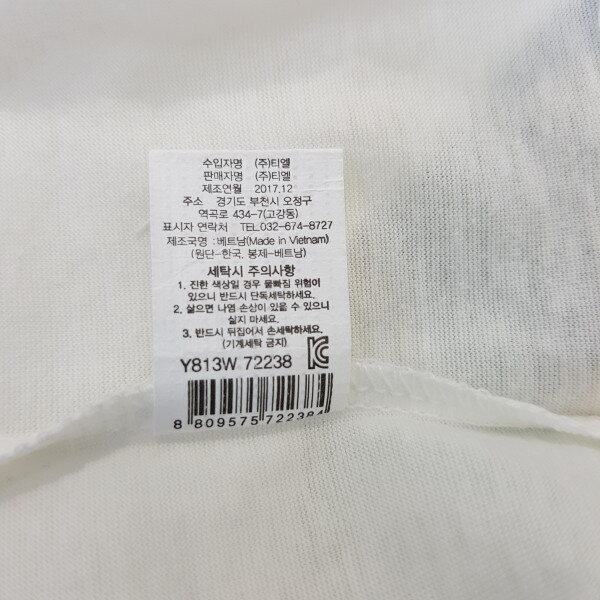 수입자명 (주)티엘
판매자명 (주)티엘
제조연월 2017.12
주소 경기도 부천시 오정구
역곡로 434-7(고강동)
표시자 연락처 TEL.032-674-8727
제조국명 : 베트남(Made in Vietnam)
(원단-한국, 봉제-베트남)
세탁시 주의사항
1. 진한 색상일 경우 물빠짐 위험이
있으니 반드시 단독세탁하세요.
2. 삶으면 나염 손상이 있을 수 있으니
삶지 마세요.
3. 반드시 뒤집어서 손세탁하세요.
(기계세탁 금지)
Y813W 72238
8 809575 722384